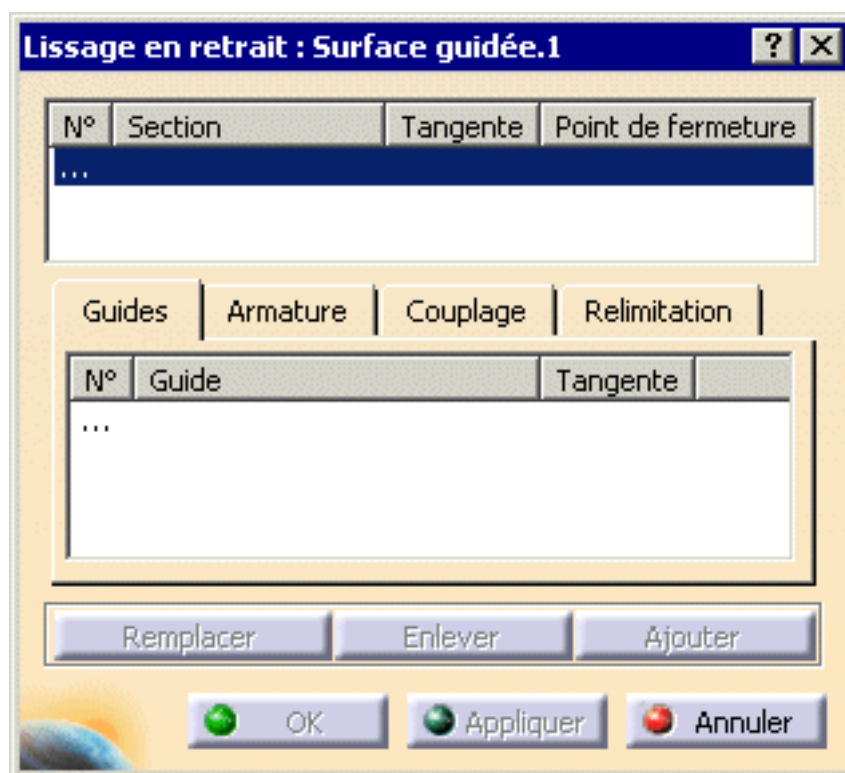 Lissage en retrait : Surface guidée.1 ? X
N° Section Tangente Point de fermeture
...
Guides Armature Couplage Relimitation
N° Guide Tangente
...
Remplacer Enlever Ajouter
OK Appliquer Annuler